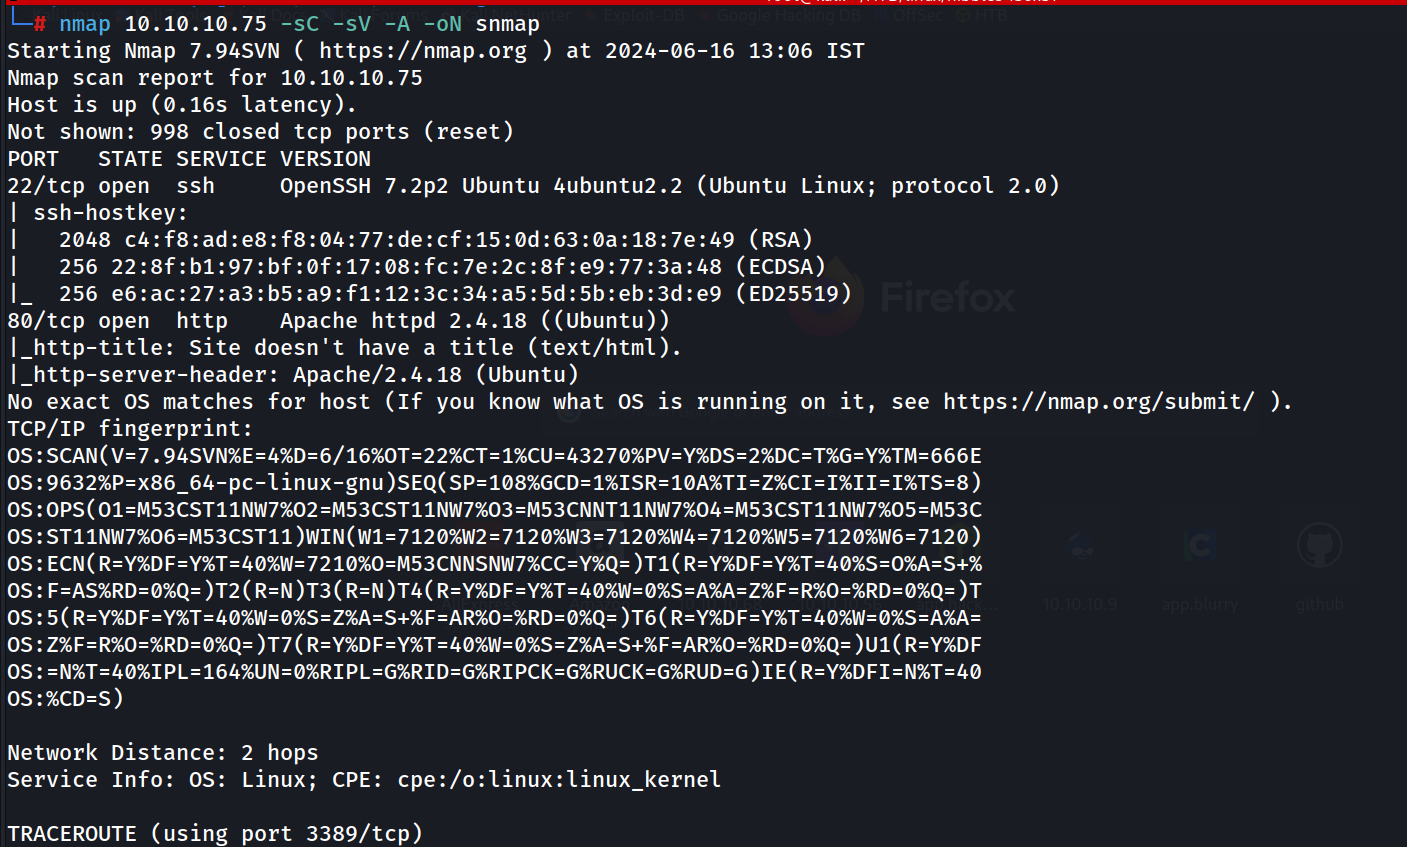 └─# nmap 10.10.10.75 -sC -sV -A -oN snmap
Starting Nmap 7.94SVN ( https://nmap.org ) at 2024-06-16 13:06 IST
Nmap scan report for 10.10.10.75
Host is up (0.16s latency).
Not shown: 998 closed tcp ports (reset)
PORT   STATE SERVICE VERSION
22/tcp open  ssh     OpenSSH 7.2p2 Ubuntu 4ubuntu2.2 (Ubuntu Linux; protocol 2.0)
| ssh-hostkey:
|   2048 c4:f8:ad:e8:f8:04:77:de:cf:15:0d:63:0a:18:7e:49 (RSA)
|   256 22:8f:b1:97:bf:0f:17:08:fc:7e:2c:8f:e9:77:3a:48 (ECDSA)
|_  256 e6:ac:27:a3:b5:a9:f1:12:3c:34:a5:5d:5b:eb:3d:e9 (ED25519)
80/tcp open  http    Apache httpd 2.4.18 ((Ubuntu))
|_http-title: Site doesn't have a title (text/html).
|_http-server-header: Apache/2.4.18 (Ubuntu)
No exact OS matches for host (If you know what OS is running on it, see https://nmap.org/submit/ ).
TCP/IP fingerprint:
OS:SCAN(V=7.94SVN%E=4%D=6/16%OT=22%CT=1%CU=43270%PV=Y%DS=2%DC=T%G=Y%TM=666E
OS:9632%P=x86_64-pc-linux-gnu)SEQ(SP=108%GCD=1%ISR=10A%TI=Z%CI=I%II=I%TS=8)
OS:OPS(O1=M53CST11NW7%O2=M53CST11NW7%O3=M53CNNT11NW7%O4=M53CST11NW7%O5=M53C
OS:ST11NW7%O6=M53CST11)WIN(W1=7120%W2=7120%W3=7120%W4=7120%W5=7120%W6=7120)
OS:ECN(R=Y%DF=Y%T=40%W=7210%O=M53CNNSNW7%CC=Y%Q=)T1(R=Y%DF=Y%T=40%S=O%A=S+%
OS:F=AS%RD=0%Q=)T2(R=N)T3(R=N)T4(R=Y%DF=Y%T=40%W=0%S=A%A=Z%F=R%O=%RD=0%Q=)T
OS:5(R=Y%DF=Y%T=40%W=0%S=Z%A=S+%F=AR%O=%RD=0%Q=)T6(R=Y%DF=Y%T=40%W=0%S=A%A=
OS:Z%F=R%O=%RD=0%Q=)T7(R=Y%DF=Y%T=40%W=0%S=Z%A=S+%F=AR%O=%RD=0%Q=)U1(R=Y%DF
OS:=N%T=40%IPL=164%UN=0%RIPL=G%RID=G%RIPCK=G%RUCK=G%RUD=G)IE(R=Y%DFI=N%T=40
OS:%CD=S)
Network Distance: 2 hops
Service Info: OS: Linux; CPE: cpe:/o:linux:linux_kernel
TRACEROUTE (using port 3389/tcp)
Exploit-DB Google Hacking DB OffSec HTB
Firefox
10.10.10.9 app.blurry github